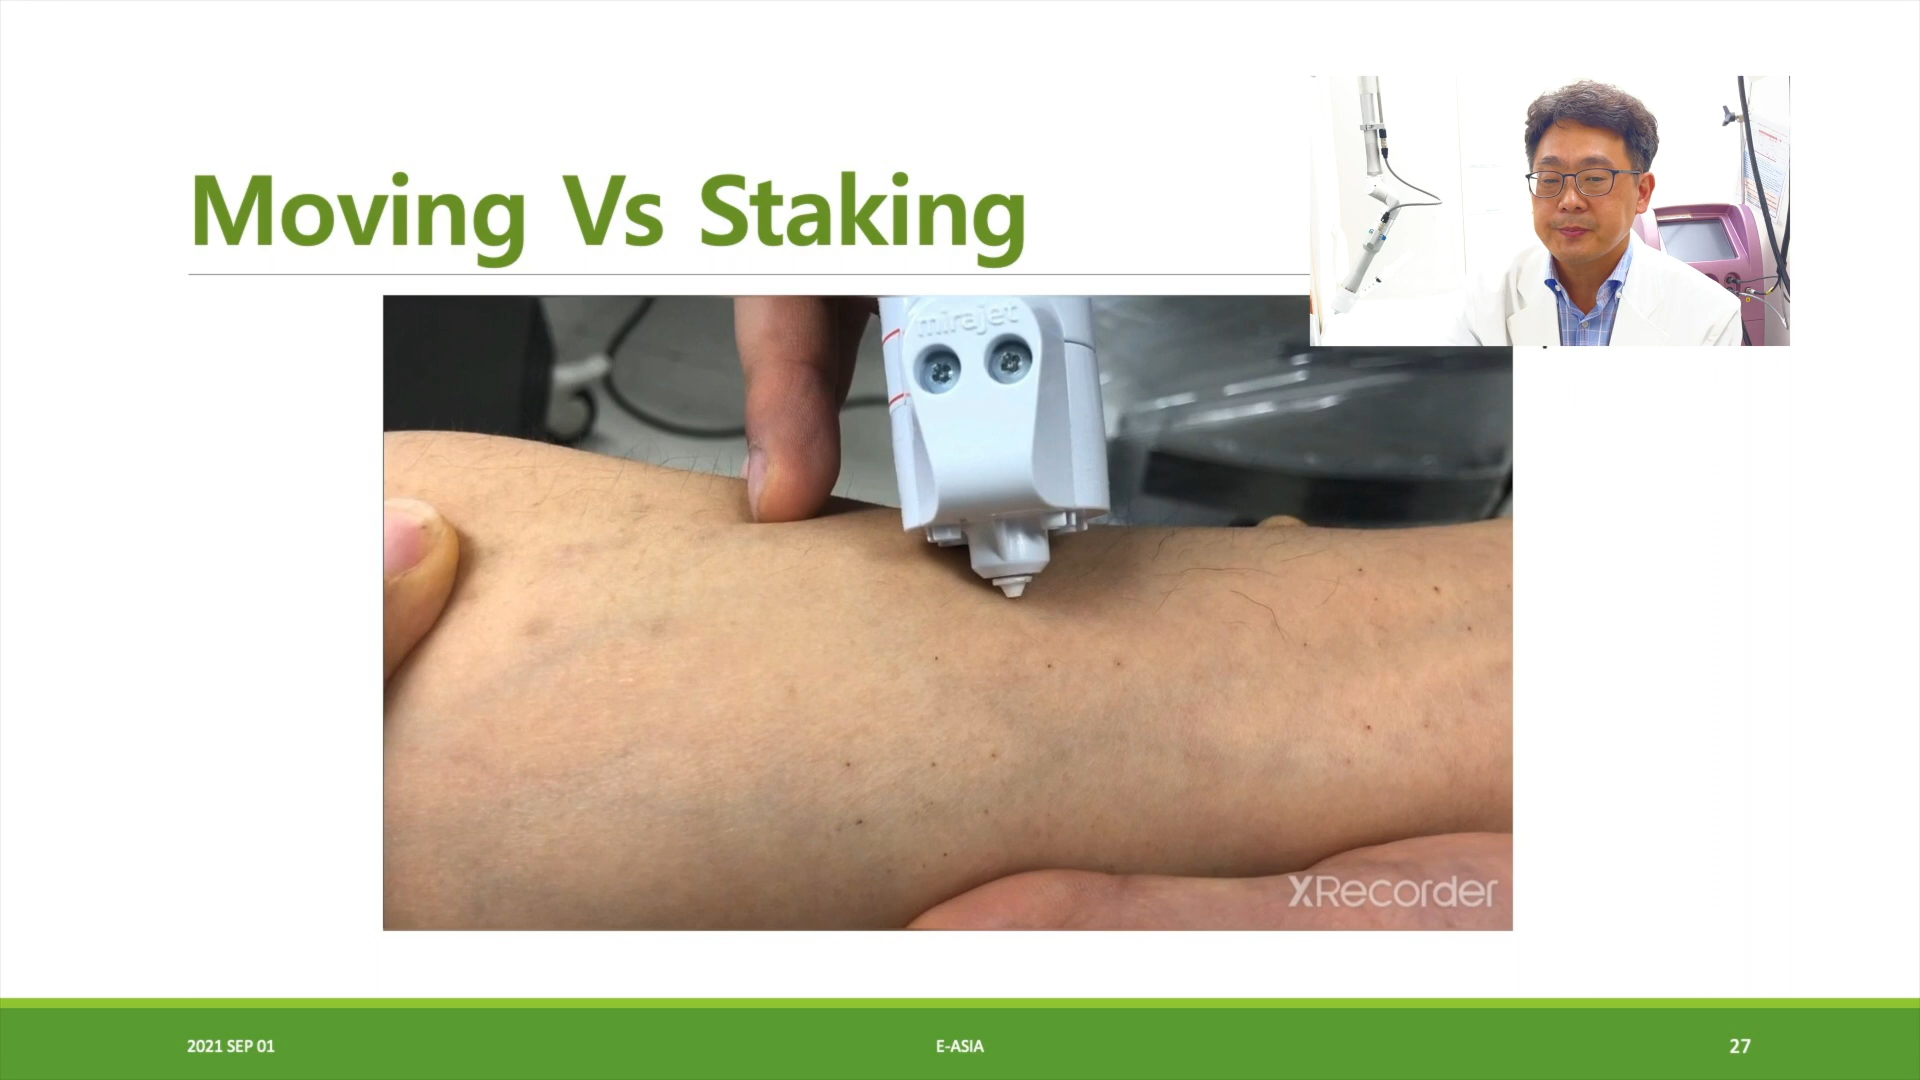 Moving Vs Staking
mirajet
XRecorder
2021 SEP 01
E-ASIA
27